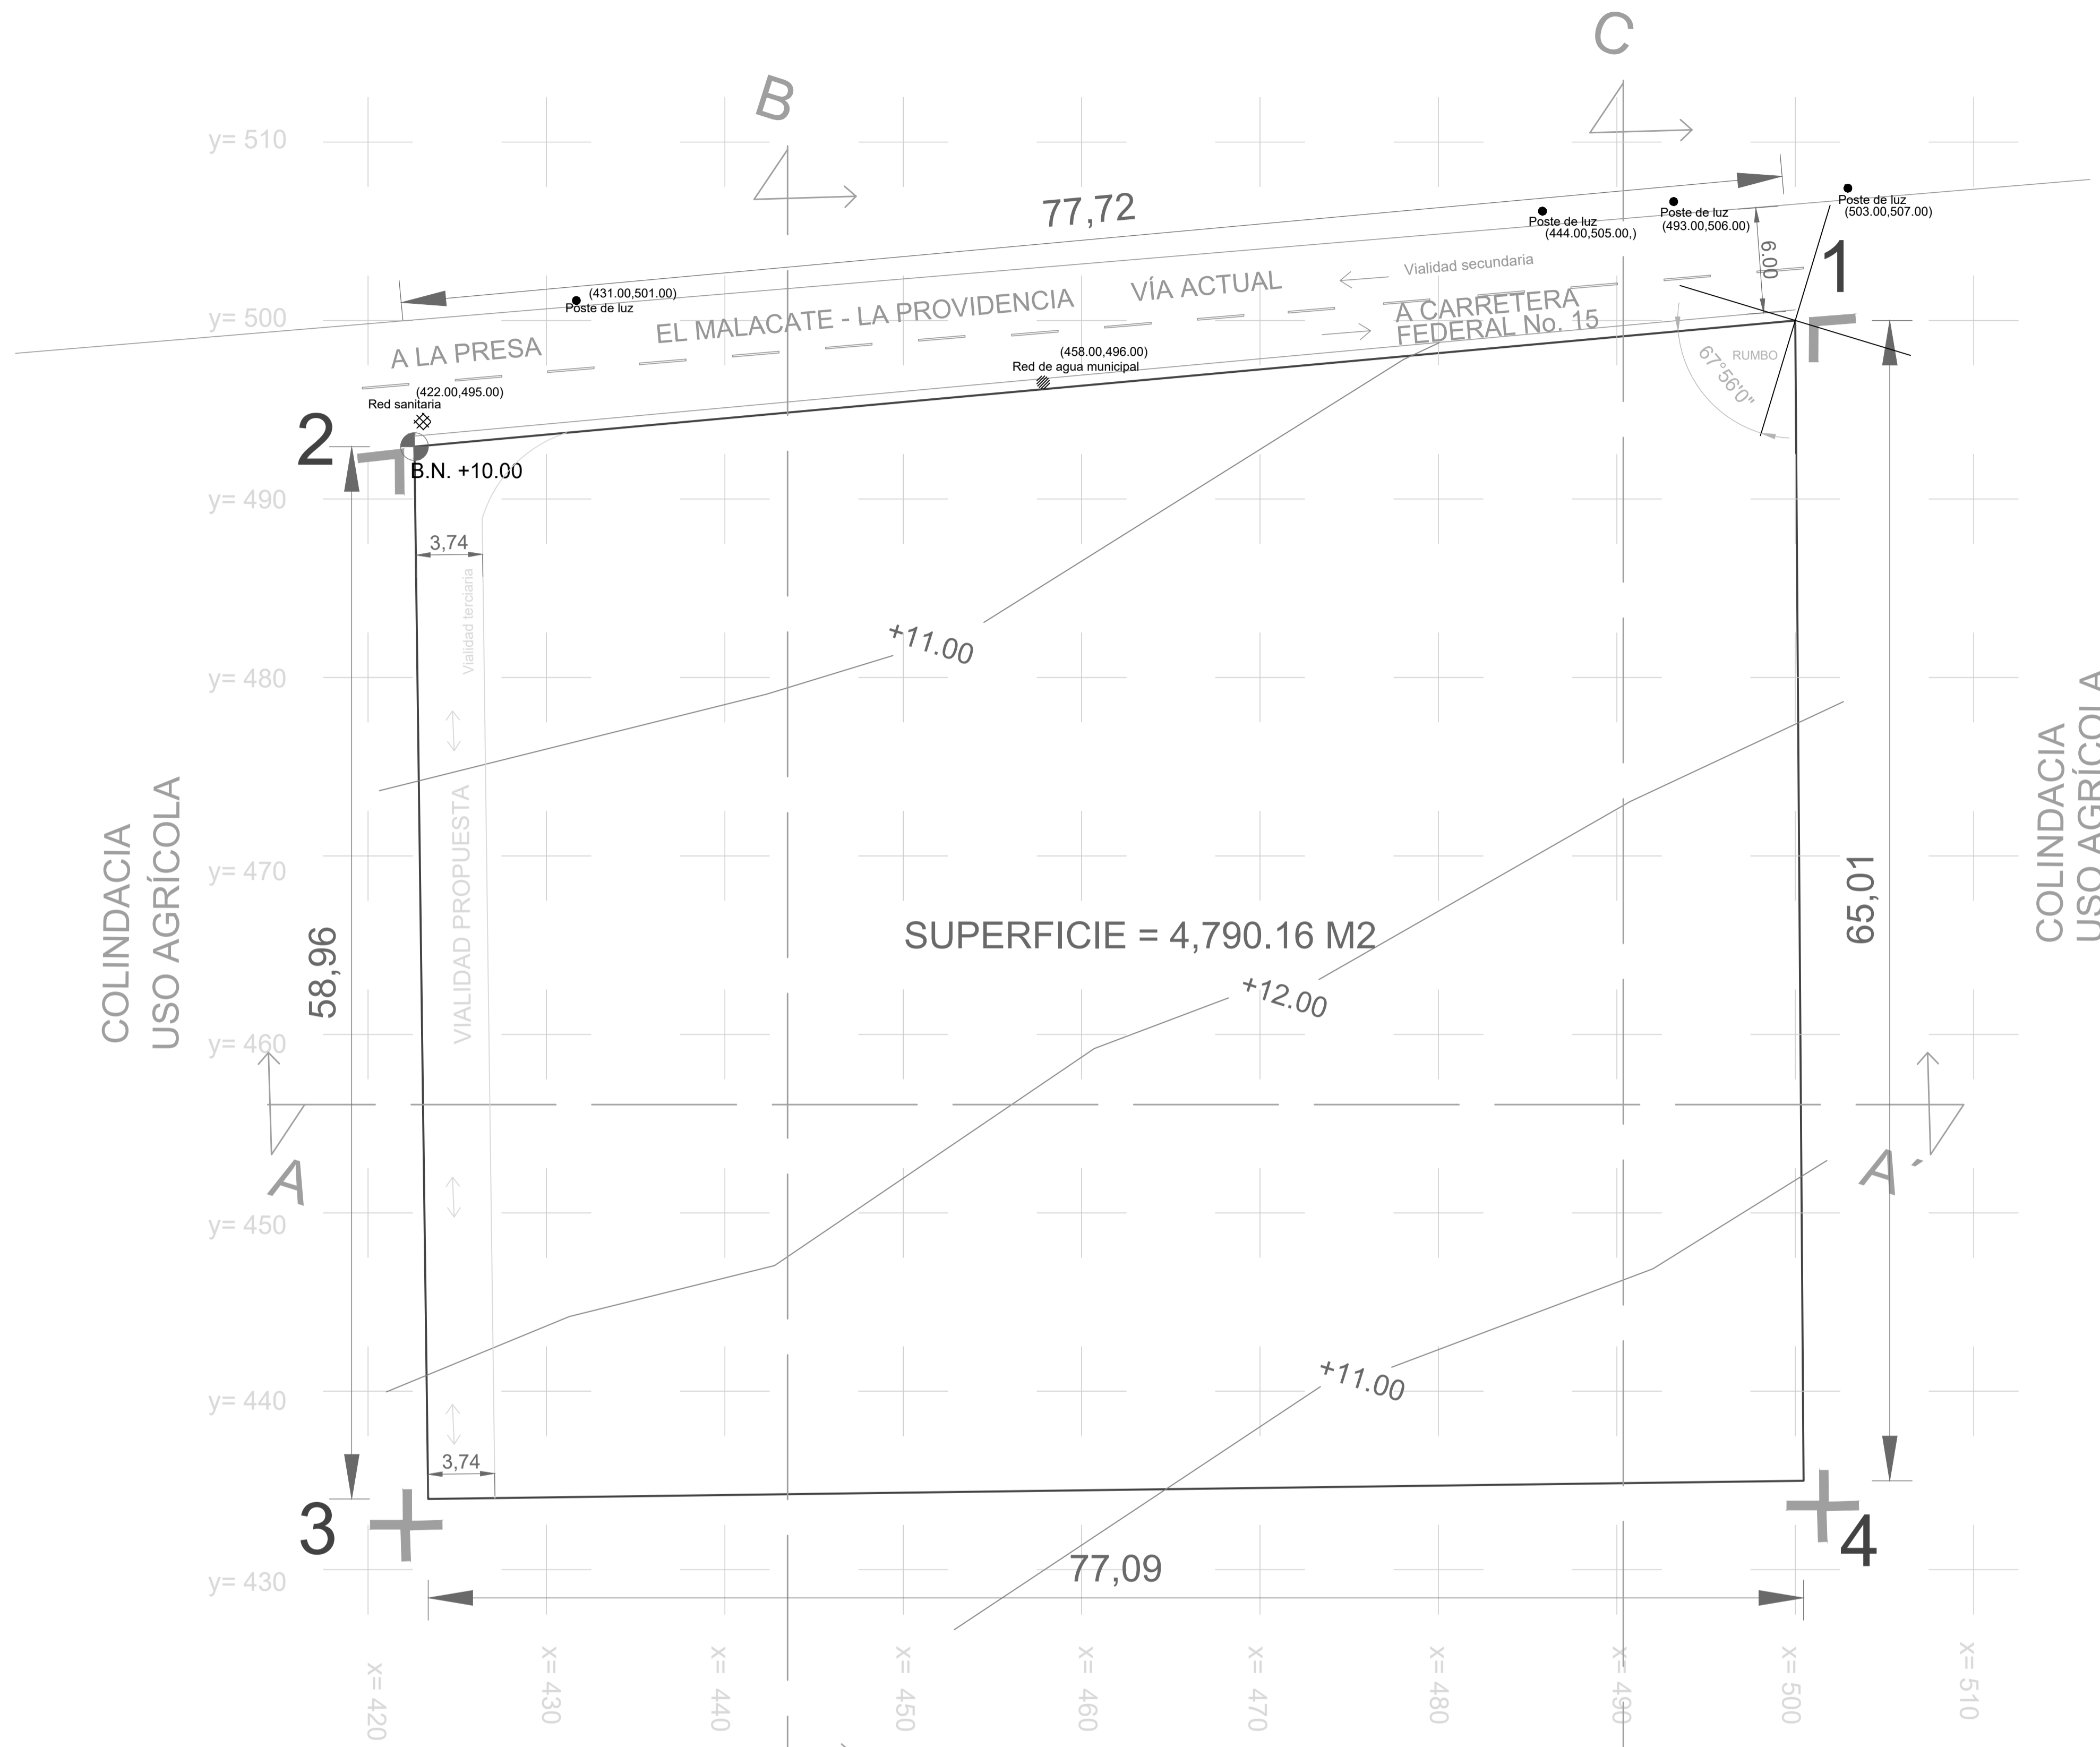 C
B
y= 510
77,72
Poste de luz
(503.00,507.00)
Poste de luz
(493.00,506.00)
Poste de luz
(444.00,505.00,)
6.00
1
Vialidad secundaria
(431.00,501.00)
Poste de luz
y= 500
VÍA ACTUAL
EL MALACATE - LA PROVIDENCIA
A CARRETERA
FEDERAL No. 15
A LA PRESA
(458.00,496.00)
Red de agua municipal
RUMBO
67°56'0"
(422.00,495.00)
Red sanitaria
2
B.N. +10.00
y= 490
3,74
Vialidad terciaria
+11.00
y= 480
COLINDACIA
USO AGRÍCOLA
y= 470
VIALIDAD PROPUESTA
58,96
SUPERFICIE = 4,790.16 M2
65,01
COLINDACIA
USO AGRÍCOLA
+12.00
y= 460
A
A´
y= 450
+11.00
y= 440
3,74
3
4
y= 430
77,09
x= 420
x= 430
x= 440
x= 450
x= 460
x= 470
x= 480
x= 490
x= 500
x= 510